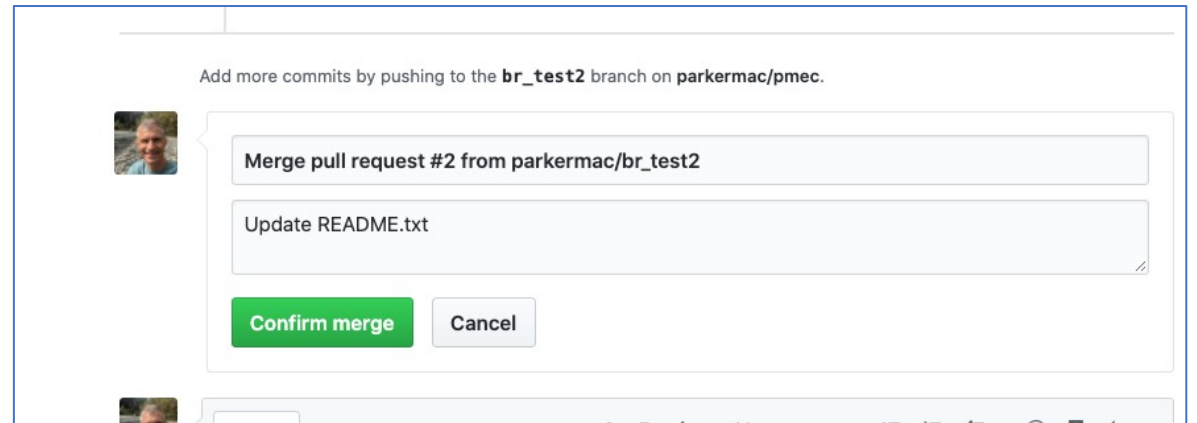 Add more commits by pushing to the br_test2 branch on parkermac/pmec.
Merge pull request #2 from parkermac/br_test2
Update README.txt
Confirm merge
Cancel